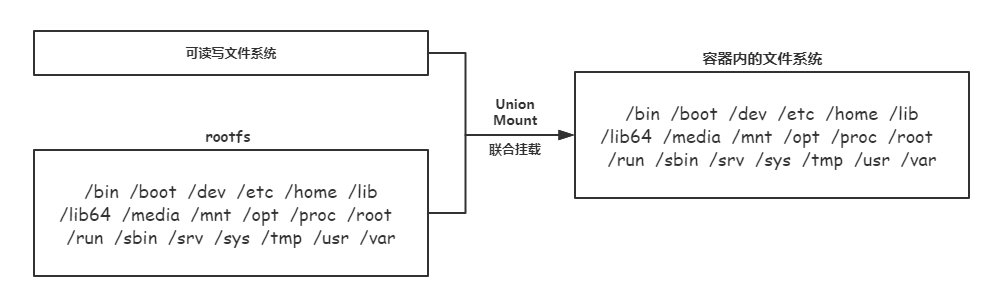 可读写文件系统
rootfs
/bin /boot /dev /etc /home /lib
/lib64 /media /mnt /opt /proc /root
/run /sbin /srv /sys /tmp /usr /var
Union
Mount
联合挂载
容器内的文件系统
/bin /boot /dev /etc /home /lib
/lib64 /media /mnt /opt /proc /root
/run /sbin /srv /sys /tmp /usr /var